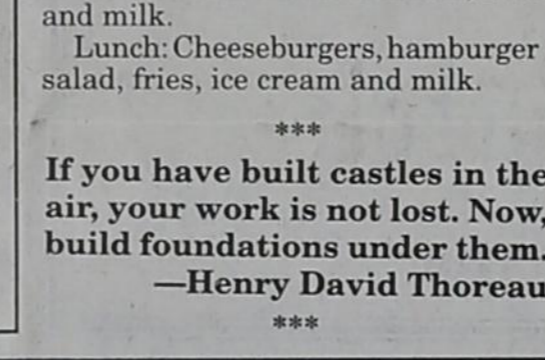 and milk.
Lunch: Cheeseburgers, hamburger
salad, fries, ice cream and milk.
***
If you have built castles in the
air, your work is not lost. Now,
build foundations under them.
—Henry David Thoreau
***